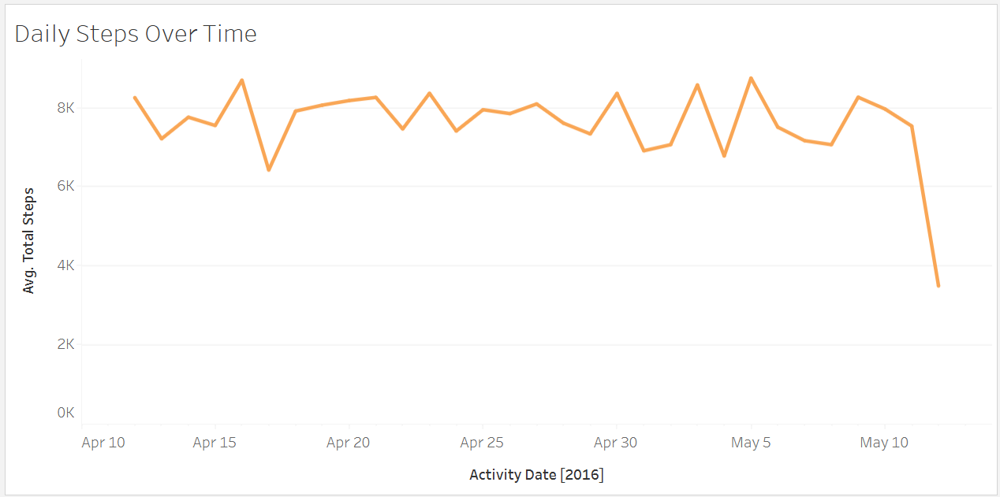 Daily Steps Over Time
8K
6K
4K
2K
0K
Avg. Total Steps
Apr 10 Apr 15 Apr 20 Apr 25 Apr 30 May 5 May 10
Activity Date [2016]